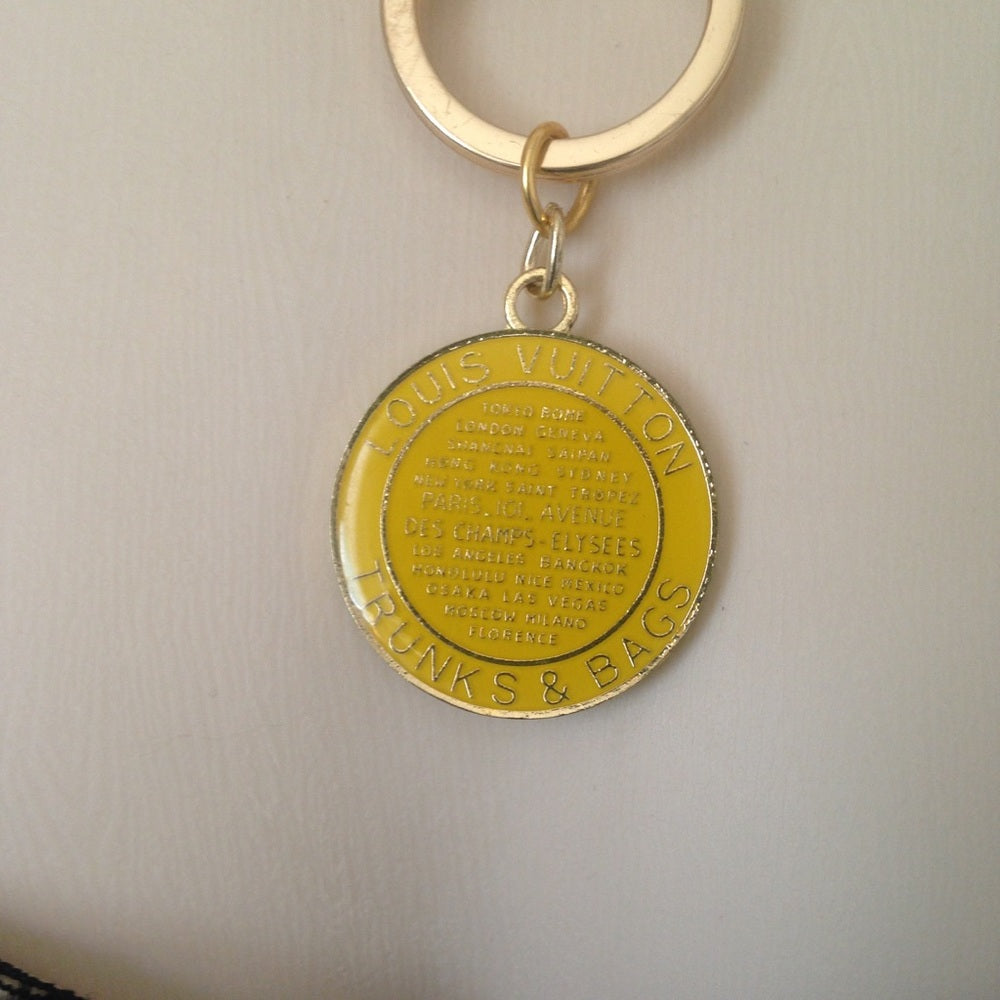 LOUIS VUITTON
TOKYO ROME
LONDON GENEVA
SHANGHAI SAIPAN
HONG KONG SYDNEY
NEW YORK SAINT TROPEZ
PARIS. ICI. AVENUE
DES CHAMPS-ELYSEES
LOS ANGELES BANGKOK
HONOLULU NICE MEXICO
OSAKA LAS VEGAS
MOSCOW MILANO
FLORENCE
TRUNKS & BAGS